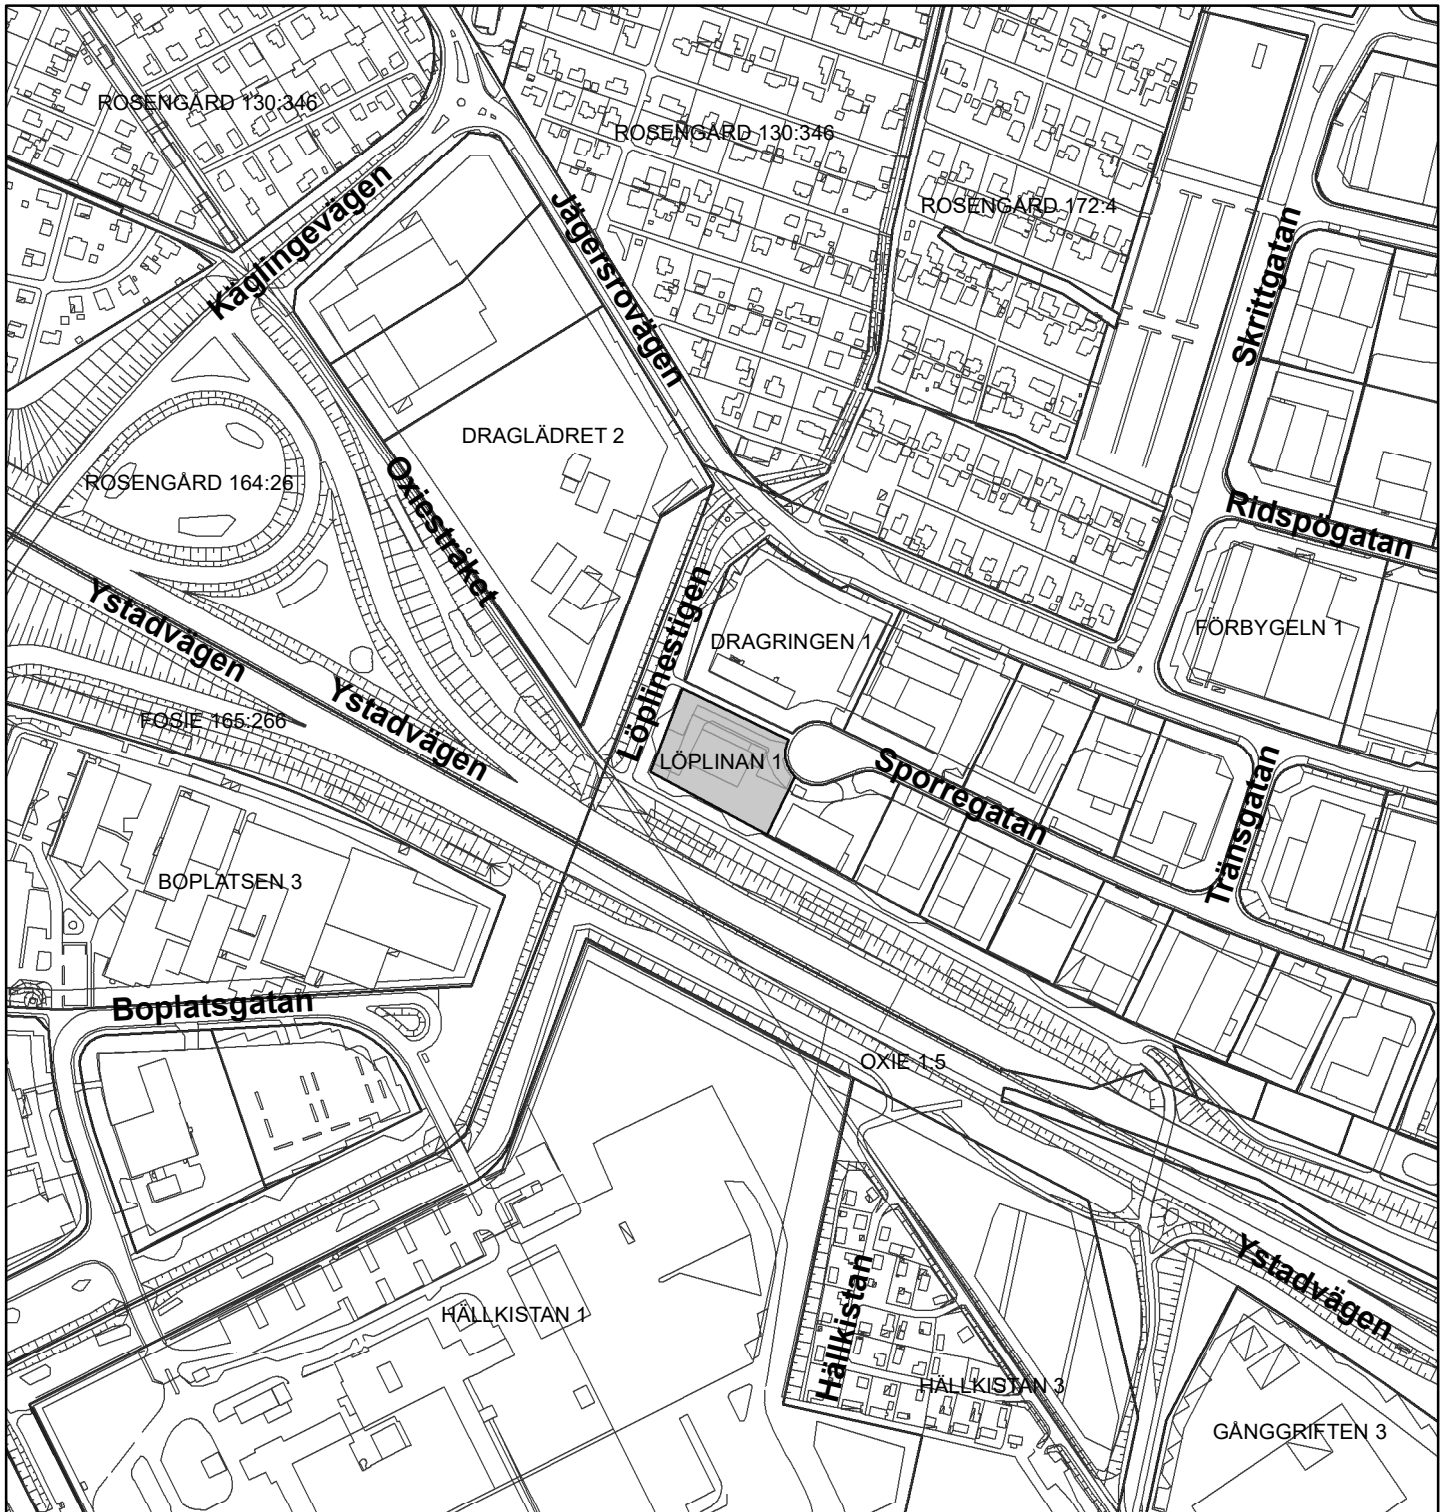 ROSENGÅRD 130:346
ROSENGÅRD 130:346
Käglingevägen
Jägersrovägen
ROSENGÅRD 172:4
Skrittgatan
DRAGLÄDRET 2
ROSENGÅRD 164:26
Oxiestråket
Ridspögatan
Ystadvägen
Löplinestigen
DRAGRINGEN 1
FÖRBYGELN 1
FOSIE 165:266
Ystadvägen
LÖPLINAN 1
Sporregatan
Tränsgatan
BOPLATSEN 3
Boplatsgatan
OXIE 1:5
Ystadvägen
HÄLLKISTAN 1
Hällkistan
HÄLLKISTAN 3
GÅNGGRIFTEN 3